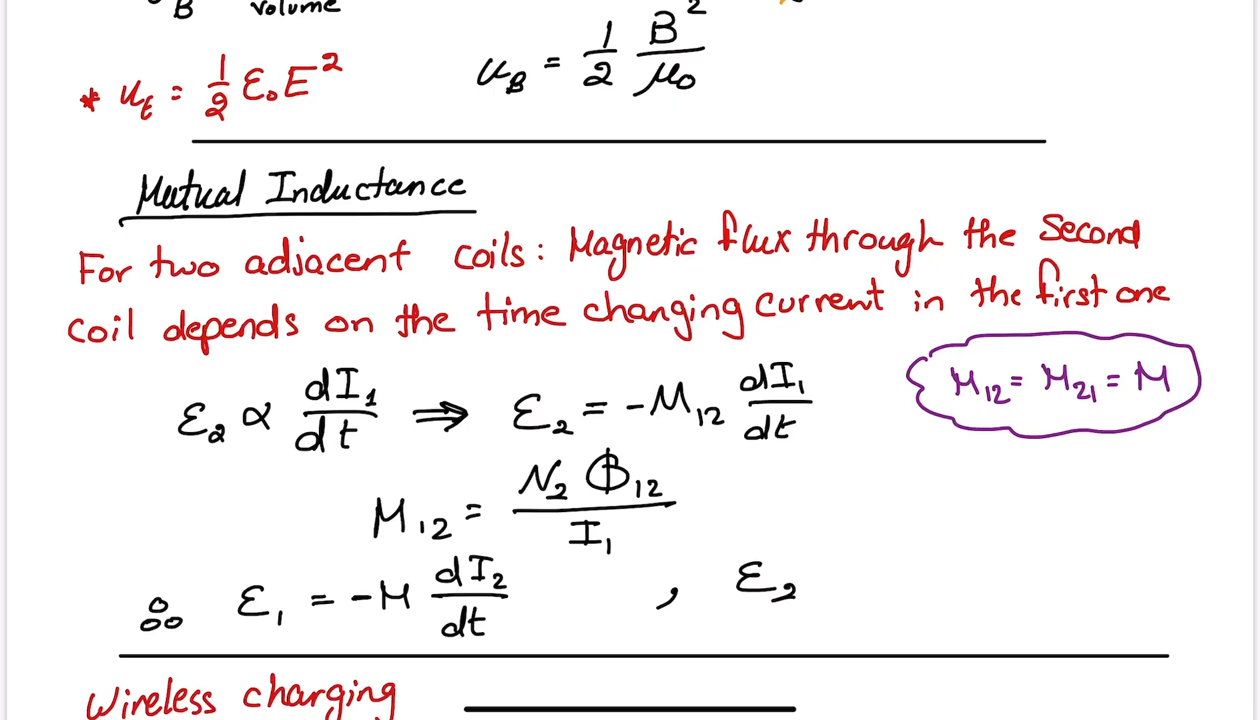 B volume
* u_E = 1/2 ε₀E²
u_B = 1/2 B²/μ₀
Mutual Inductance
For two adjacent coils: Magnetic flux through the second
coil depends on the time changing current in the first one
M₁₂ = M₂₁ = M
ε₂ ∝ dI₁/dt ⟹ ε₂ = -M₁₂ dI₁/dt
M₁₂ = N₂ Φ₁₂ / I₁
∴ ε₁ = -M dI₂/dt , ε₂
Wireless charging